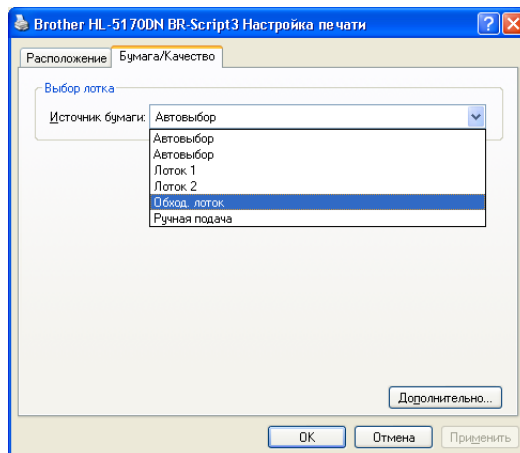 Brother HL-5170DN BR-Script3 Настройка печати
Расположение Бумага/Качество
Выбор лотка
Источник бумаги: Автовыбор
Автовыбор
Автовыбор
Лоток 1
Лоток 2
Обход. лоток
Ручная подача
Дополнительно...
OK Отмена Применить